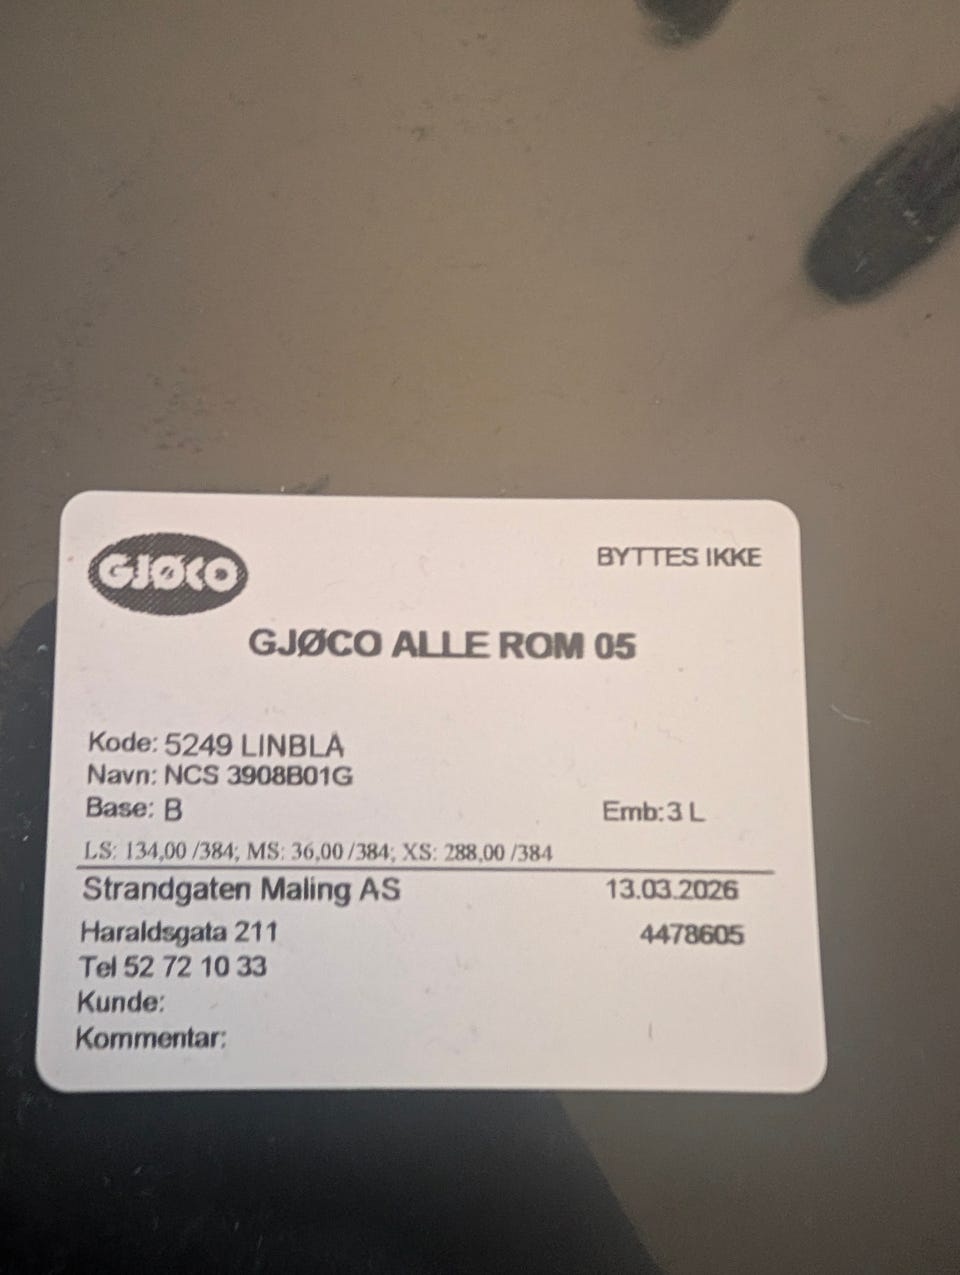 GJØCO
BYTTES IKKE
GJØCO ALLE ROM 05
Kode: 5249 LINBLÅ
Navn: NCS 3908B01G
Base: B Emb:3 L
LS: 134,00 /384; MS: 36,00 /384; XS: 288,00 /384
Strandgaten Maling AS 13.03.2026
Haraldsgata 211 4478605
Tel 52 72 10 33
Kunde:
Kommentar: